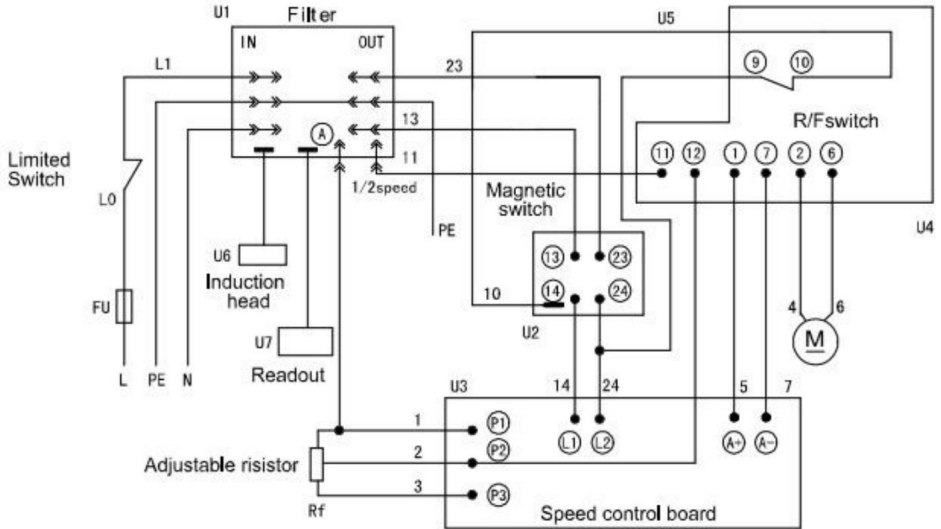 U1
Filter
IN
OUT
L1
23
U5
9
10
R/Fswitch
A
13
11
1/2speed
11
12
1
7
2
6
U4
Limited
Switch
LO
Magnetic
switch
PE
13
23
14
24
10
U2
U6
Induction
head
FU
U7
Readout
L
PE
N
4
6
M
U3
14
24
5
7
1
P1
L1
L2
A+
A-
2
P2
Adjustable risistor
3
P3
Rf
Speed control board